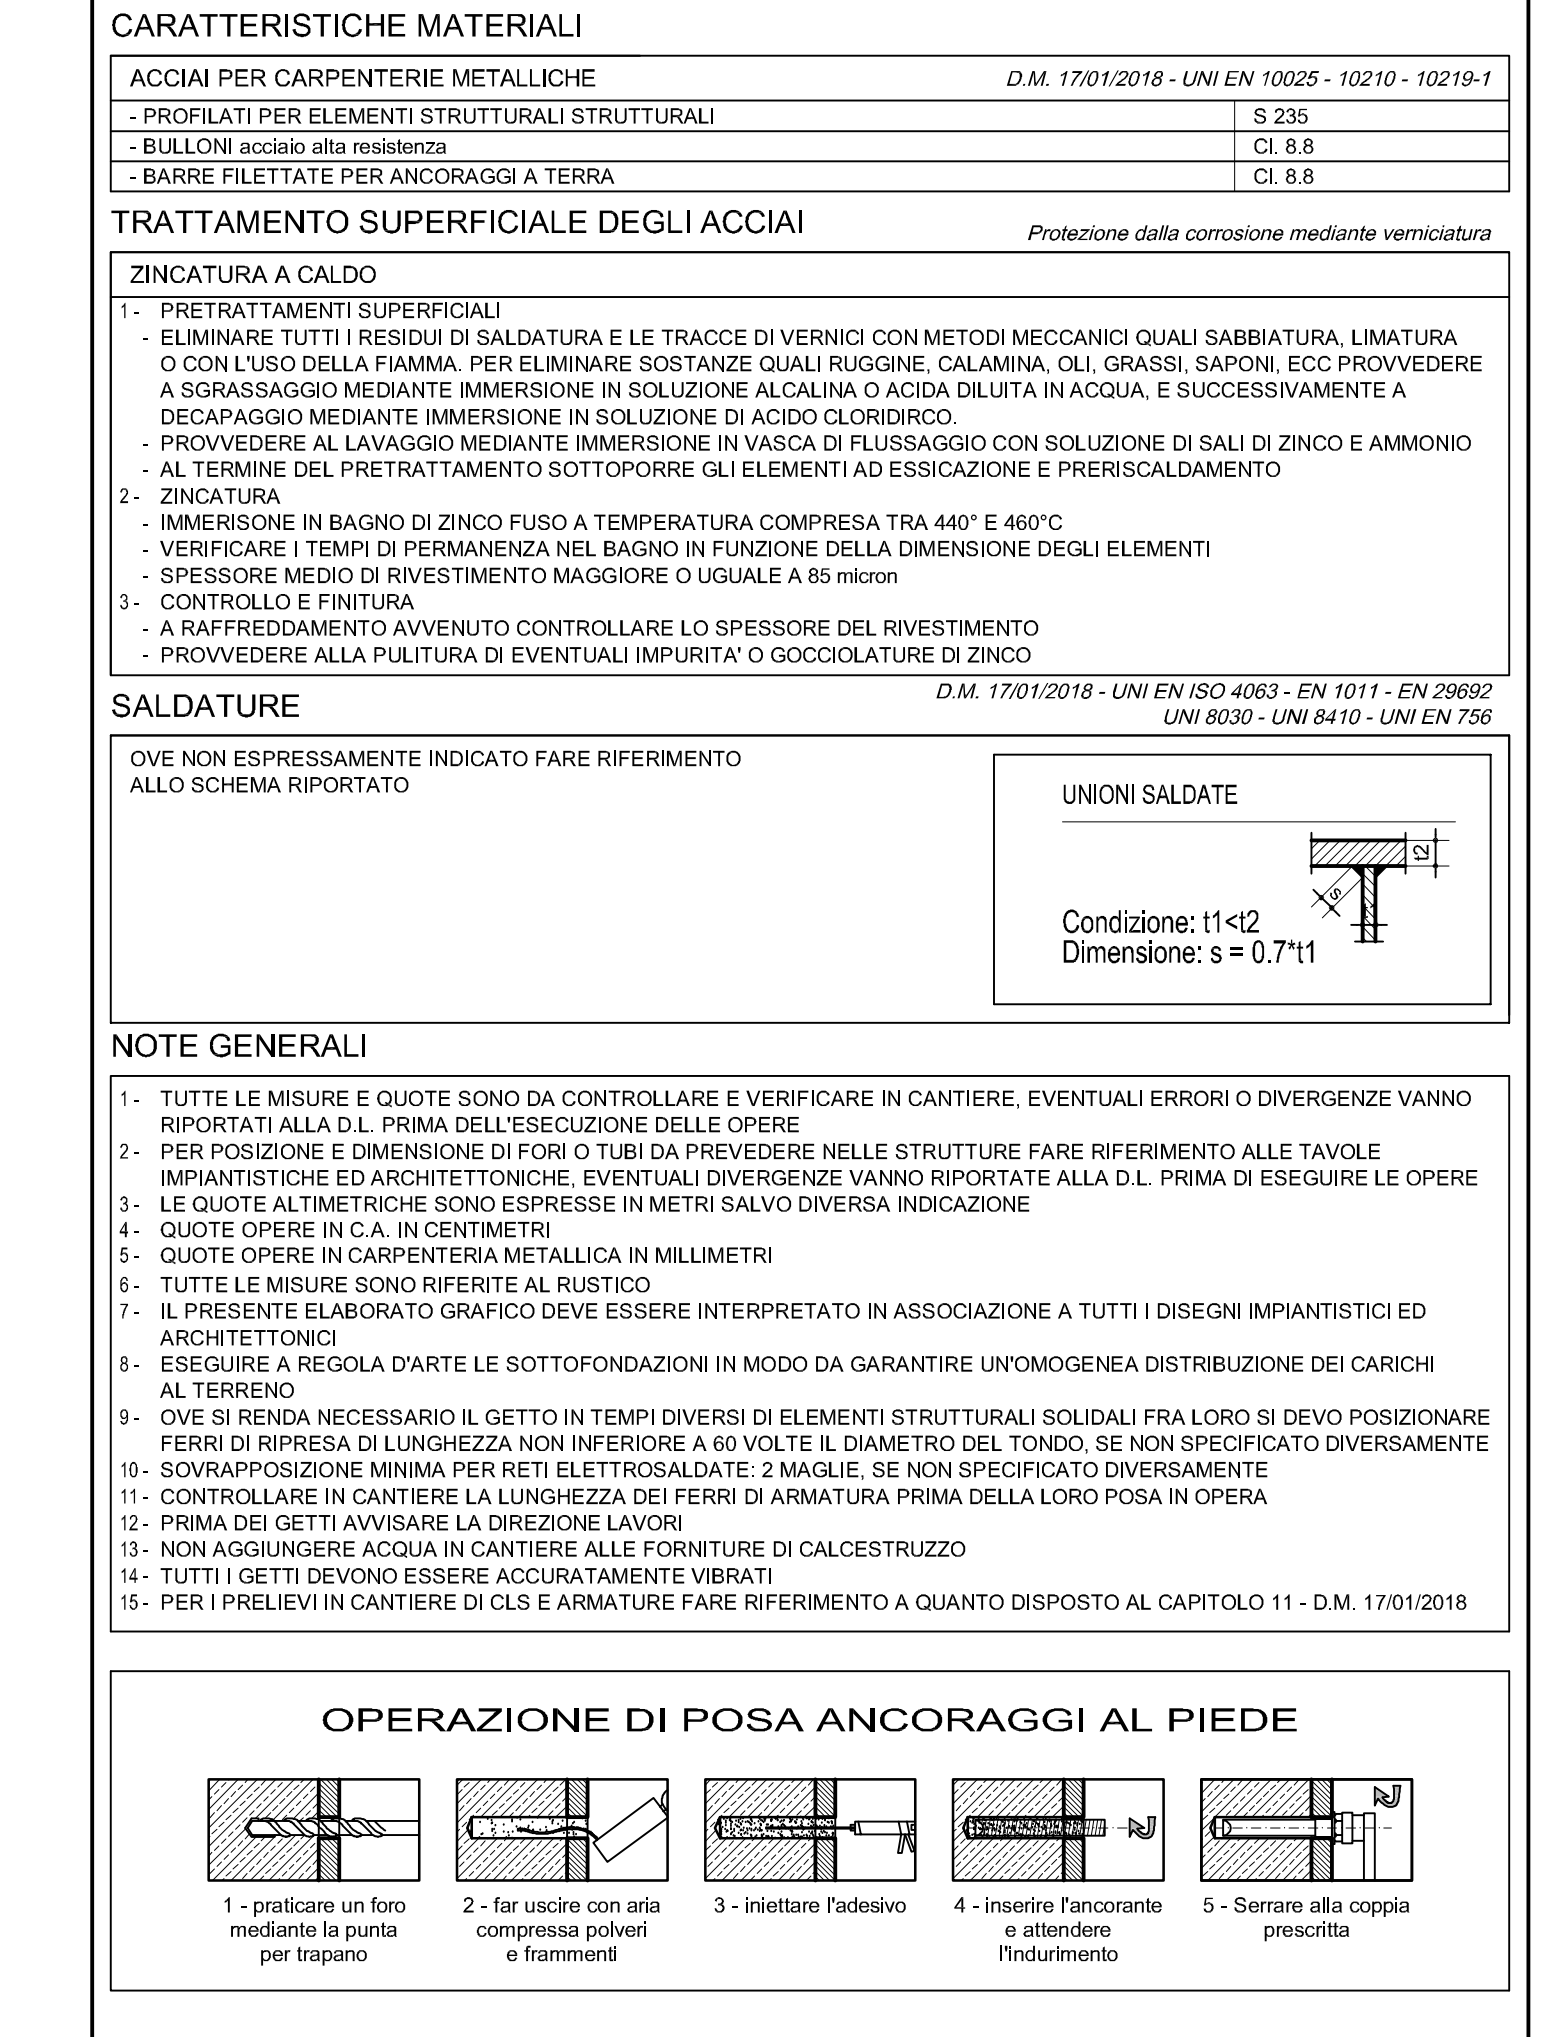 CARATTERISTICHE MATERIALI
ACCIAI PER CARPENTERIE METALLICHE D.M. 17/01/2018 - UNI EN 10025 - 10210 - 10219-1
- PROFILATI PER ELEMENTI STRUTTURALI STRUTTURALI S 235
- BULLONI acciaio alta resistenza Cl. 8.8
- BARRE FILETTATE PER ANCORAGGI A TERRA Cl. 8.8
TRATTAMENTO SUPERFICIALE DEGLI ACCIAI Protezione dalla corrosione mediante verniciatura
ZINCATURA A CALDO
1 - PRETRATTAMENTI SUPERFICIALI
- ELIMINARE TUTTI I RESIDUI DI SALDATURA E LE TRACCE DI VERNICI CON METODI MECCANICI QUALI SABBIATURA, LIMATURA
O CON L'USO DELLA FIAMMA. PER ELIMINARE SOSTANZE QUALI RUGGINE, CALAMINA, OLI, GRASSI, SAPONI, ECC PROVVEDERE
A SGRASSAGGIO MEDIANTE IMMERSIONE IN SOLUZIONE ALCALINA O ACIDA DILUITA IN ACQUA, E SUCCESSIVAMENTE A
DECAPAGGIO MEDIANTE IMMERSIONE IN SOLUZIONE DI ACIDO CLORIDIRCO.
- PROVVEDERE AL LAVAGGIO MEDIANTE IMMERSIONE IN VASCA DI FLUSSAGGIO CON SOLUZIONE DI SALI DI ZINCO E AMMONIO
- AL TERMINE DEL PRETRATTAMENTO SOTTOPORRE GLI ELEMENTI AD ESSICAZIONE E PRERISCALDAMENTO
2 - ZINCATURA
- IMMERISONE IN BAGNO DI ZINCO FUSO A TEMPERATURA COMPRESA TRA 440° E 460°C
- VERIFICARE I TEMPI DI PERMANENZA NEL BAGNO IN FUNZIONE DELLA DIMENSIONE DEGLI ELEMENTI
- SPESSORE MEDIO DI RIVESTIMENTO MAGGIORE O UGUALE A 85 micron
3 - CONTROLLO E FINITURA
- A RAFFREDDAMENTO AVVENUTO CONTROLLARE LO SPESSORE DEL RIVESTIMENTO
- PROVVEDERE ALLA PULITURA DI EVENTUALI IMPURITA' O GOCCIOLATURE DI ZINCO
SALDATURE
D.M. 17/01/2018 - UNI EN ISO 4063 - EN 1011 - EN 29692
UNI 8030 - UNI 8410 - UNI EN 756
OVE NON ESPRESSAMENTE INDICATO FARE RIFERIMENTO
ALLO SCHEMA RIPORTATO
UNIONI SALDATE
t2
s
Condizione: t1<t2
Dimensione: s = 0.7*t1
NOTE GENERALI
1 - TUTTE LE MISURE E QUOTE SONO DA CONTROLLARE E VERIFICARE IN CANTIERE, EVENTUALI ERRORI O DIVERGENZE VANNO
RIPORTATI ALLA D.L. PRIMA DELL'ESECUZIONE DELLE OPERE
2 - PER POSIZIONE E DIMENSIONE DI FORI O TUBI DA PREVEDERE NELLE STRUTTURE FARE RIFERIMENTO ALLE TAVOLE
IMPIANTISTICHE ED ARCHITETTONICHE, EVENTUALI DIVERGENZE VANNO RIPORTATE ALLA D.L. PRIMA DI ESEGUIRE LE OPERE
3 - LE QUOTE ALTIMETRICHE SONO ESPRESSE IN METRI SALVO DIVERSA INDICAZIONE
4 - QUOTE OPERE IN C.A. IN CENTIMETRI
5 - QUOTE OPERE IN CARPENTERIA METALLICA IN MILLIMETRI
6 - TUTTE LE MISURE SONO RIFERITE AL RUSTICO
7 - IL PRESENTE ELABORATO GRAFICO DEVE ESSERE INTERPRETATO IN ASSOCIAZIONE A TUTTI I DISEGNI IMPIANTISTICI ED
ARCHITETTONICI
8 - ESEGUIRE A REGOLA D'ARTE LE SOTTOFONDAZIONI IN MODO DA GARANTIRE UN'OMOGENEA DISTRIBUZIONE DEI CARICHI
AL TERRENO
9 - OVE SI RENDA NECESSARIO IL GETTO IN TEMPI DIVERSI DI ELEMENTI STRUTTURALI SOLIDALI FRA LORO SI DEVO POSIZIONARE
FERRI DI RIPRESA DI LUNGHEZZA NON INFERIORE A 60 VOLTE IL DIAMETRO DEL TONDO, SE NON SPECIFICATO DIVERSAMENTE
10 - SOVRAPPOSIZIONE MINIMA PER RETI ELETTROSALDATE: 2 MAGLIE, SE NON SPECIFICATO DIVERSAMENTE
11 - CONTROLLARE IN CANTIERE LA LUNGHEZZA DEI FERRI DI ARMATURA PRIMA DELLA LORO POSA IN OPERA
12 - PRIMA DEI GETTI AVVISARE LA DIREZIONE LAVORI
13 - NON AGGIUNGERE ACQUA IN CANTIERE ALLE FORNITURE DI CALCESTRUZZO
14 - TUTTI I GETTI DEVONO ESSERE ACCURATAMENTE VIBRATI
15 - PER I PRELIEVI IN CANTIERE DI CLS E ARMATURE FARE RIFERIMENTO A QUANTO DISPOSTO AL CAPITOLO 11 - D.M. 17/01/2018
OPERAZIONE DI POSA ANCORAGGI AL PIEDE
1 - praticare un foro
mediante la punta
per trapano
2 - far uscire con aria
compressa polveri
e frammenti
3 - iniettare l'adesivo
4 - inserire l'ancorante
e attendere
l'indurimento
5 - Serrare alla coppia
prescritta